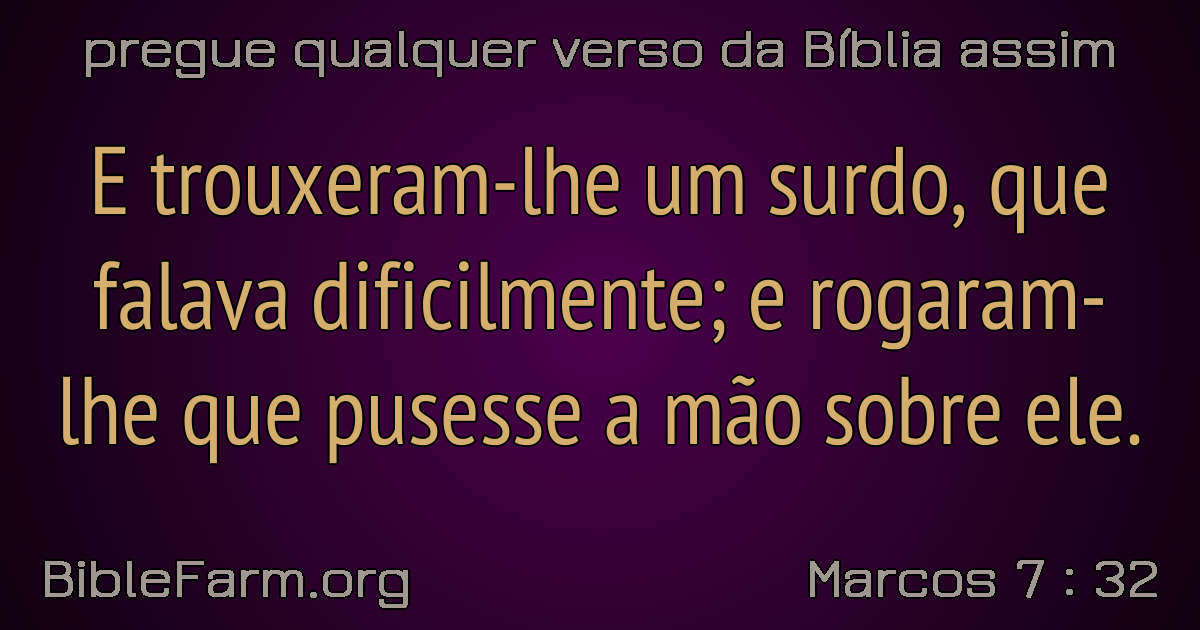 pregue qualquer verso da Bíblia assim
E trouxeram-lhe um surdo, que
falava dificilmente; e rogaram-
lhe que pusesse a mão sobre ele.
BibleFarm.org
Marcos 7 : 32